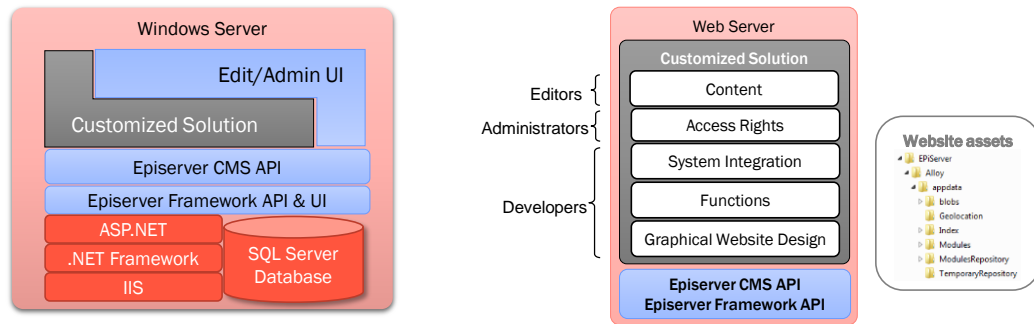 Windows Server
Edit/Admin UI
Customized Solution
Episerver CMS API
Episerver Framework API & UI
ASP.NET
.NET Framework
IIS
SQL Server
Database
Web Server
Customized Solution
Editors
Content
Administrators
Access Rights
Developers
System Integration
Functions
Graphical Website Design
Episerver CMS API
Episerver Framework API
Website assets
EPiServer
Alloy
appdata
blobs
Geolocation
Index
Modules
ModulesRepository
TemporaryRepository